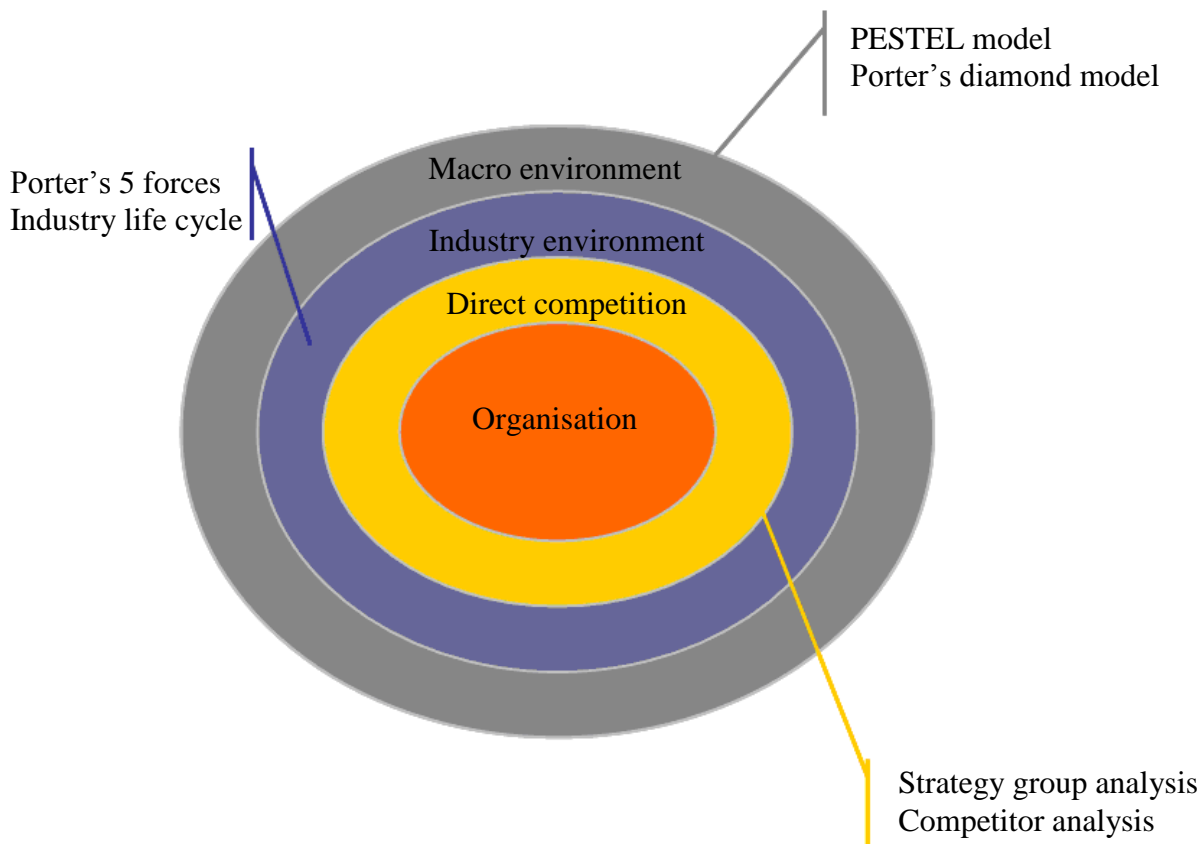 PESTEL model
Porter’s diamond model
Macro environment
Porter’s 5 forces
Industry life cycle
Industry environment
Direct competition
Organisation
Strategy group analysis
Competitor analysis